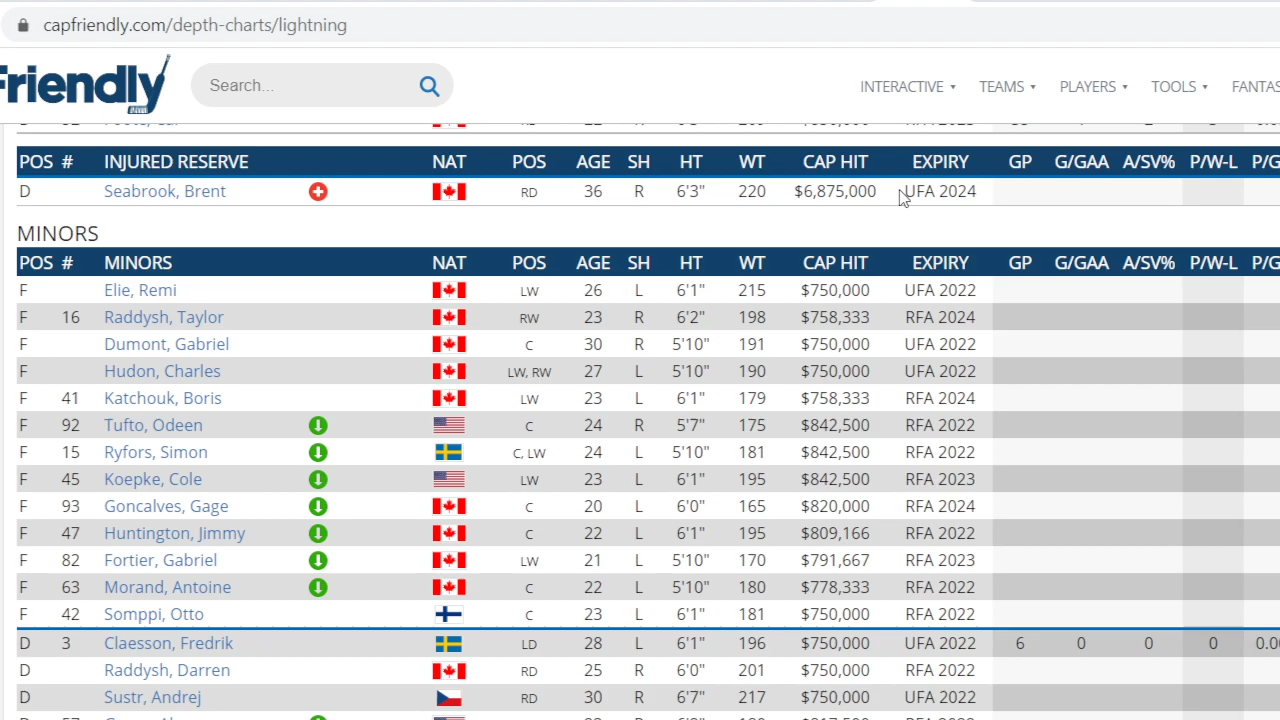 capfriendly.com/depth-charts/lightning
Friendly Search... INTERACTIVE TEAMS PLAYERS TOOLS FANTAS
POS # INJURED RESERVE NAT POS AGE SH HT WT CAP HIT EXPIRY GP G/GAA A/SV% P/W-L P/G
D Seabrook, Brent RD 36 R 6'3" 220 $6,875,000 UFA 2024
MINORS
POS # MINORS NAT POS AGE SH HT WT CAP HIT EXPIRY GP G/GAA A/SV% P/W-L P/G
F Elie, Remi LW 26 L 6'1" 215 $750,000 UFA 2022
F 16 Raddysh, Taylor RW 23 R 6'2" 198 $758,333 RFA 2024
F Dumont, Gabriel C 30 R 5'10" 191 $750,000 UFA 2022
F Hudon, Charles LW, RW 27 L 5'10" 190 $750,000 UFA 2022
F 41 Katchouk, Boris LW 23 L 6'1" 179 $758,333 RFA 2024
F 92 Tufto, Odeen C 24 R 5'7" 175 $842,500 RFA 2022
F 15 Ryfors, Simon C, LW 24 L 5'10" 181 $842,500 RFA 2022
F 45 Koepke, Cole LW 23 L 6'1" 195 $842,500 RFA 2023
F 93 Goncalves, Gage C 20 L 6'0" 165 $820,000 RFA 2024
F 47 Huntington, Jimmy C 22 L 6'1" 195 $809,166 RFA 2022
F 82 Fortier, Gabriel LW 21 L 5'10" 170 $791,667 RFA 2023
F 63 Morand, Antoine C 22 L 5'10" 180 $778,333 RFA 2022
F 42 Somppi, Otto C 23 L 6'1" 181 $750,000 RFA 2022
D 3 Claesson, Fredrik LD 28 L 6'1" 196 $750,000 UFA 2022 6 0 0 0 0.00
D Raddysh, Darren RD 25 R 6'0" 201 $750,000 RFA 2022
D Sustr, Andrej RD 30 R 6'7" 217 $750,000 UFA 2022